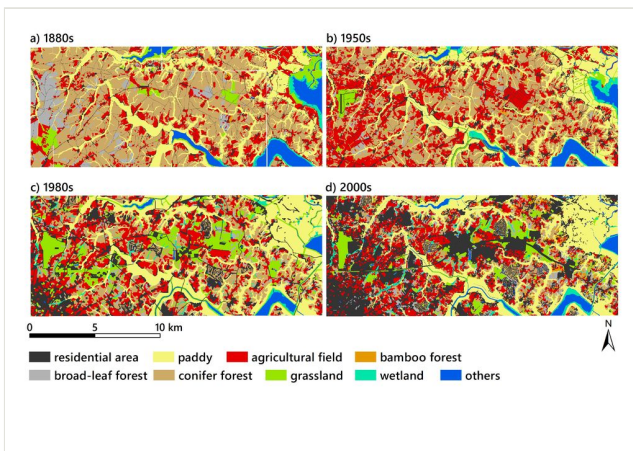 a) 1880s
b) 1950s
c) 1980s
d) 2000s
0 5 10 km
N
residential area paddy agricultural field bamboo forest
broad-leaf forest conifer forest grassland wetland others